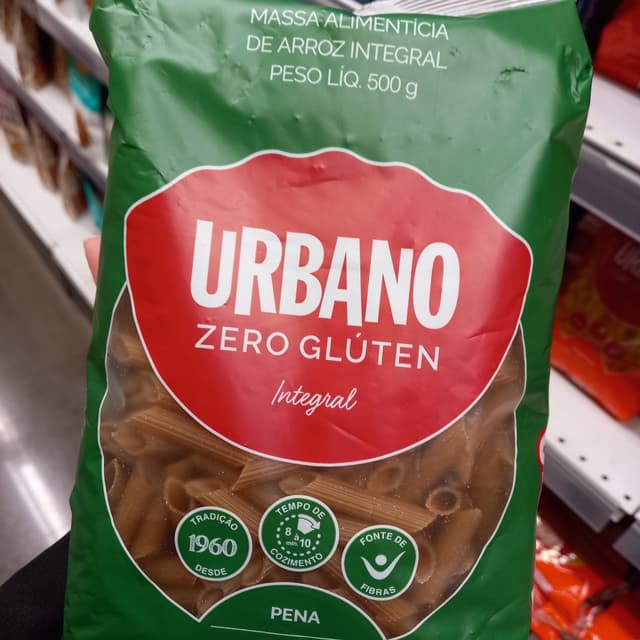 MASSA ALIMENTÍCIA
DE ARROZ INTEGRAL
PESO LÍQ. 500 g
URBANO
ZERO GLÚTEN
Integral
TRADIÇÃO
1960
DESDE
TEMPO DE
8 a 10
min
COZIMENTO
FONTE DE
FIBRAS
PENA